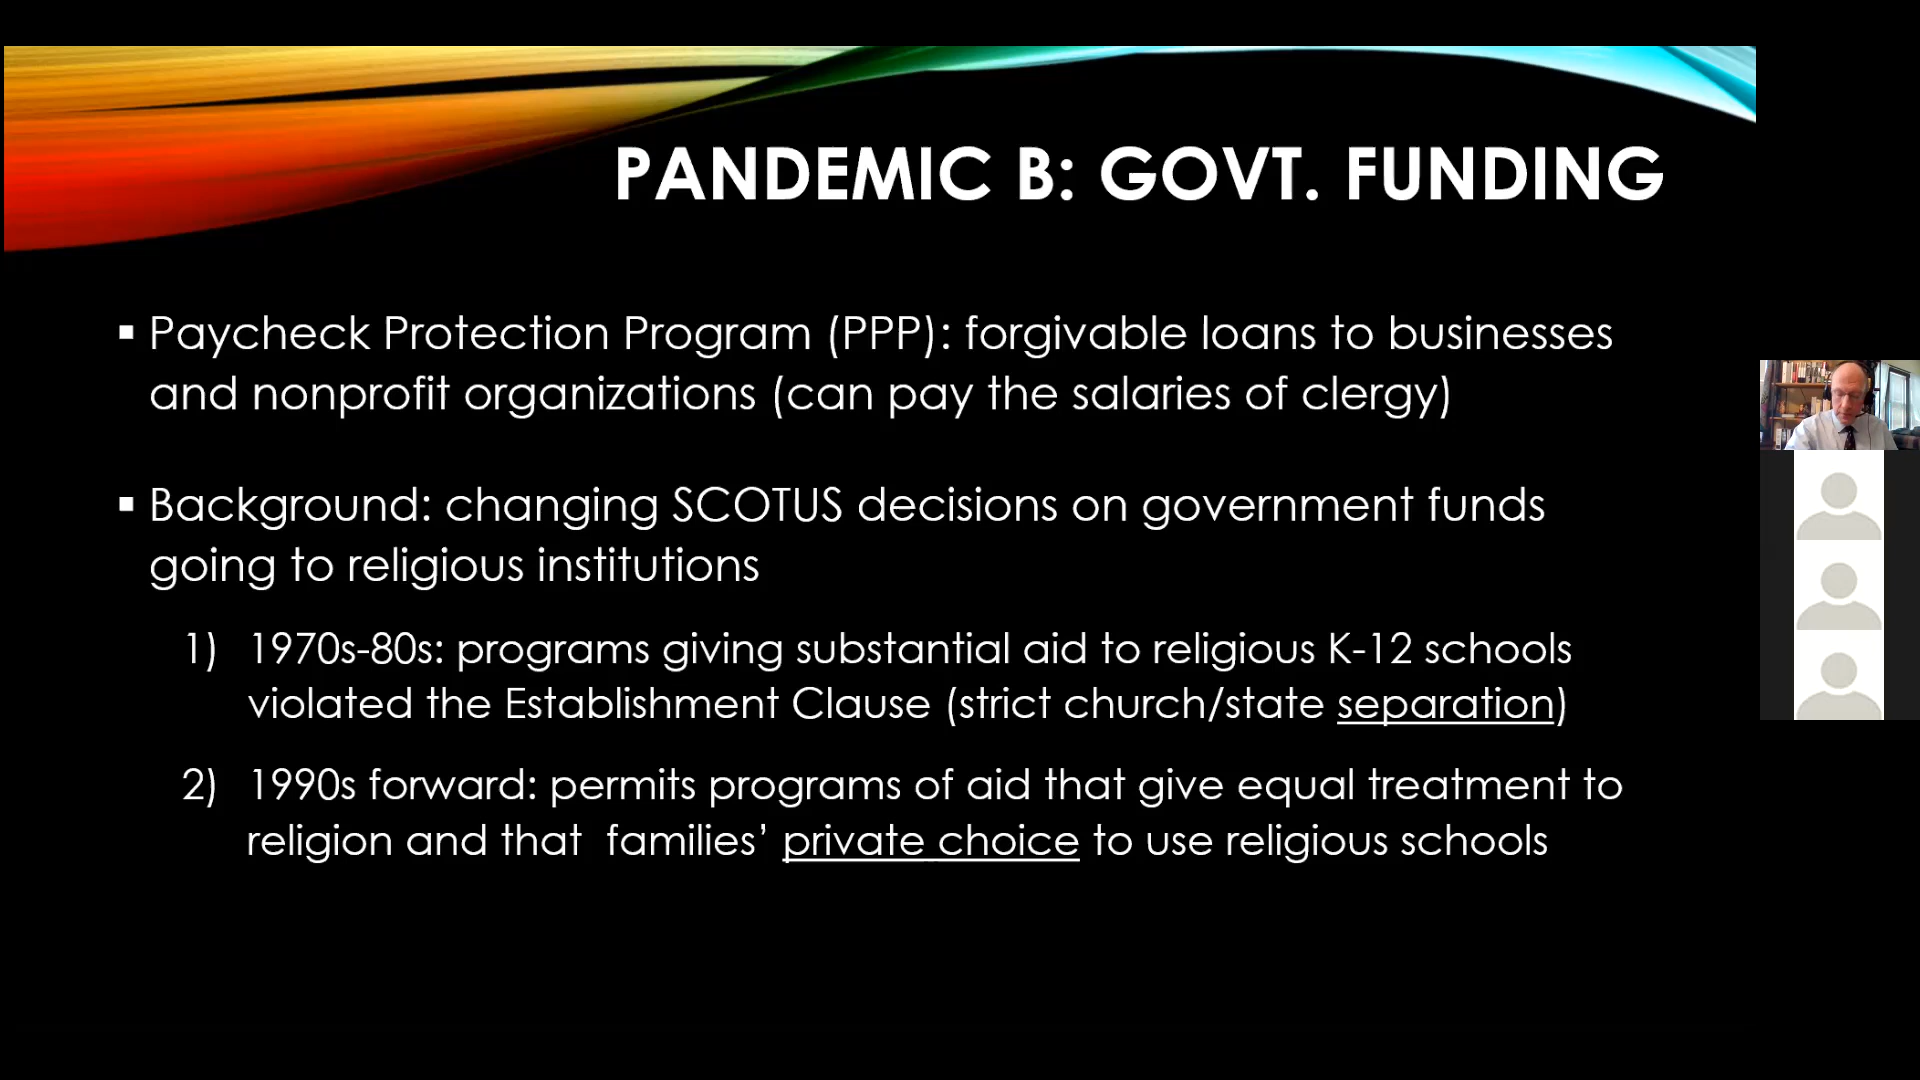 PANDEMIC B: GOVT. FUNDING
▪ Paycheck Protection Program (PPP): forgivable loans to businesses
and nonprofit organizations (can pay the salaries of clergy)
▪ Background: changing SCOTUS decisions on government funds
going to religious institutions
1) 1970s-80s: programs giving substantial aid to religious K-12 schools
violated the Establishment Clause (strict church/state separation)
2) 1990s forward: permits programs of aid that give equal treatment to
religion and that families’ private choice to use religious schools